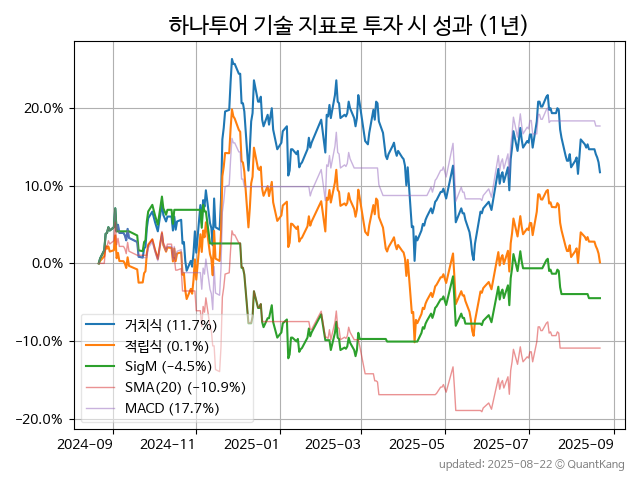 하나투어 기술 지표로 투자 시 성과 (1년)
20.0%
10.0%
0.0%
−10.0%
−20.0%
거치식 (11.7%)
적립식 (0.1%)
SigM (−4.5%)
SMA(20) (−10.9%)
MACD (17.7%)
2024-09 2024-11 2025-01 2025-03 2025-05 2025-07 2025-09
updated: 2025-08-22 © QuantKang